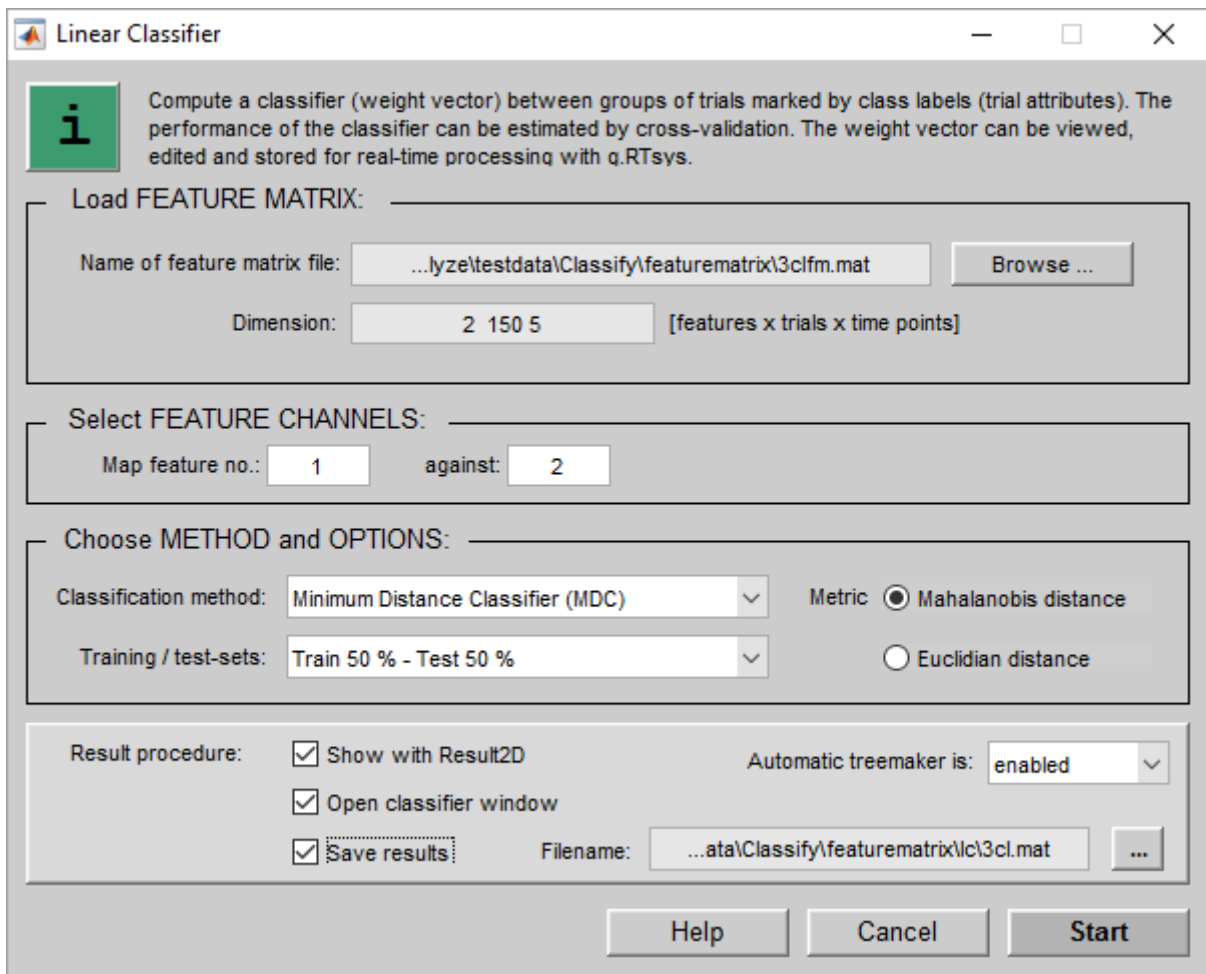 Linear Classifier
i
Compute a classifier (weight vector) between groups of trials marked by class labels (trial attributes). The
performance of the classifier can be estimated by cross-validation. The weight vector can be viewed,
edited and stored for real-time processing with g.RTsys.
Load FEATURE MATRIX:
Name of feature matrix file: ...lyze\testdata\Classify\featurematrix\3clfm.mat Browse ...
Dimension: 2 150 5 [features x trials x time points]
Select FEATURE CHANNELS:
Map feature no.: 1 against: 2
Choose METHOD and OPTIONS:
Classification method: Minimum Distance Classifier (MDC) Metric Mahalanobis distance
Training / test-sets: Train 50 % - Test 50 % Euclidian distance
Result procedure: Show with Result2D Automatic treemaker is: enabled
Open classifier window
Save results Filename: ...ata\Classify\featurematrix\lc\3cl.mat ...
Help Cancel Start